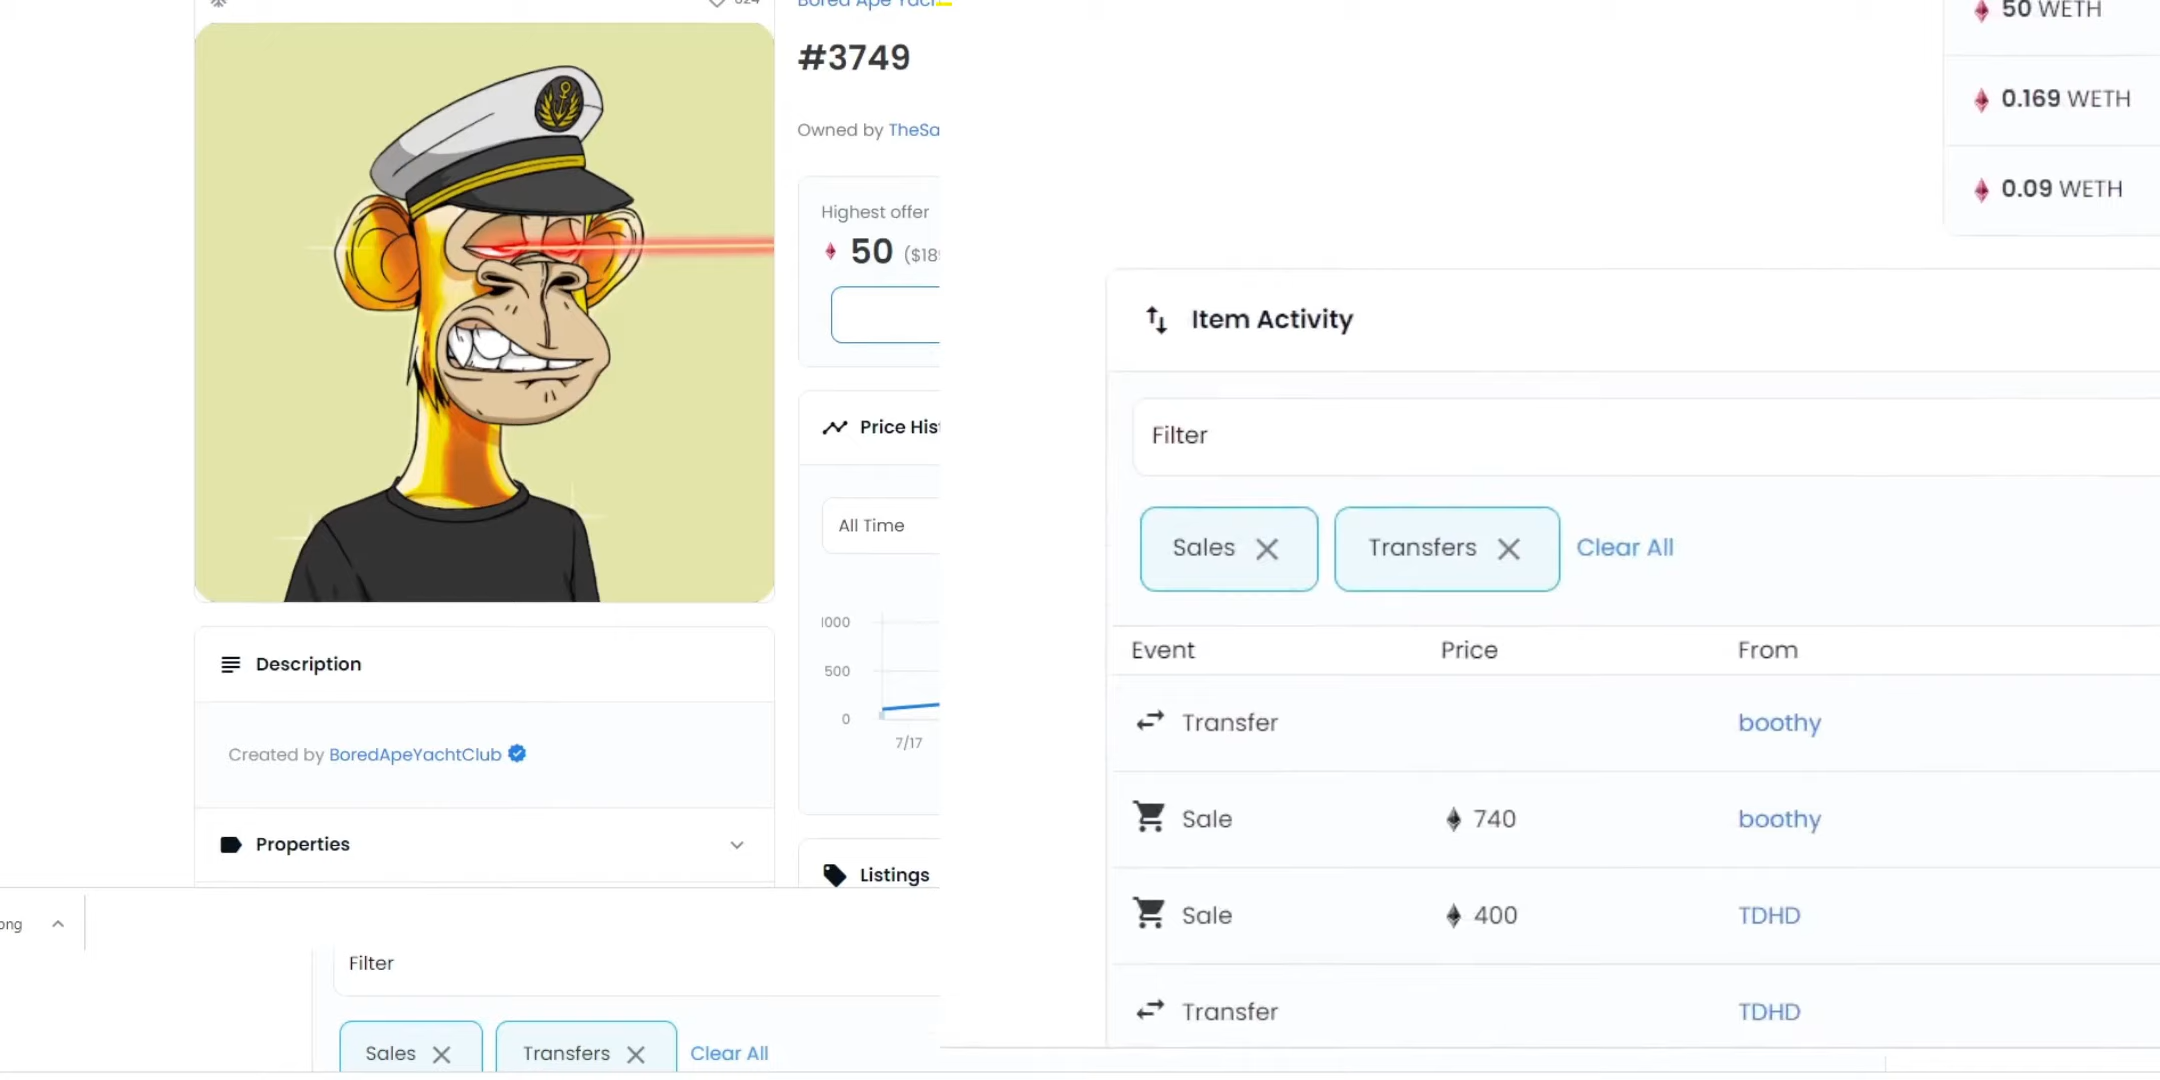 #3749
Owned by TheSa
Highest offer
50
All Time
1000
500
0
7/17
Listings
Description
Created by BoredApeYachtClub
Properties
Filter
Sales
Transfers
Clear All
50 WETH
0.169 WETH
0.09 WETH
Item Activity
Filter
Sales
Transfers
Clear All
Event Price From
Transfer boothy
Sale 740 boothy
Sale 400 TDHD
Transfer TDHD